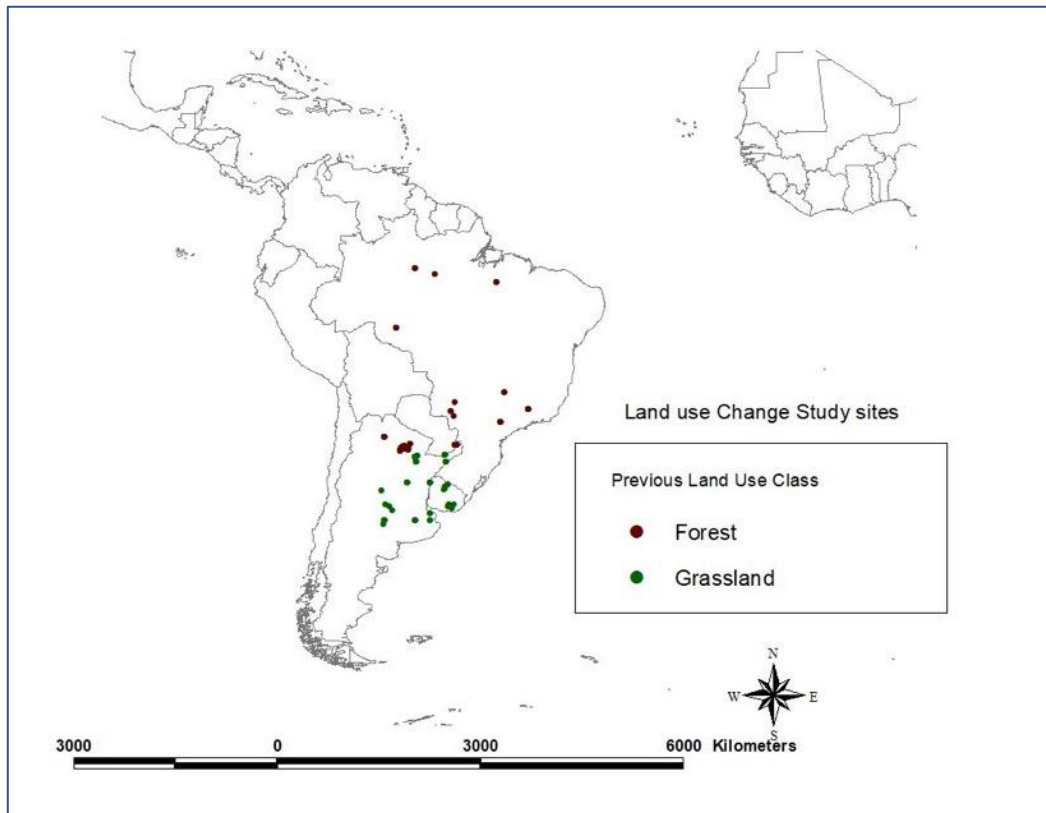 Land use Change Study sites
Previous Land Use Class
Forest
Grassland
N
W E
S
3000 0 3000 6000 Kilometers